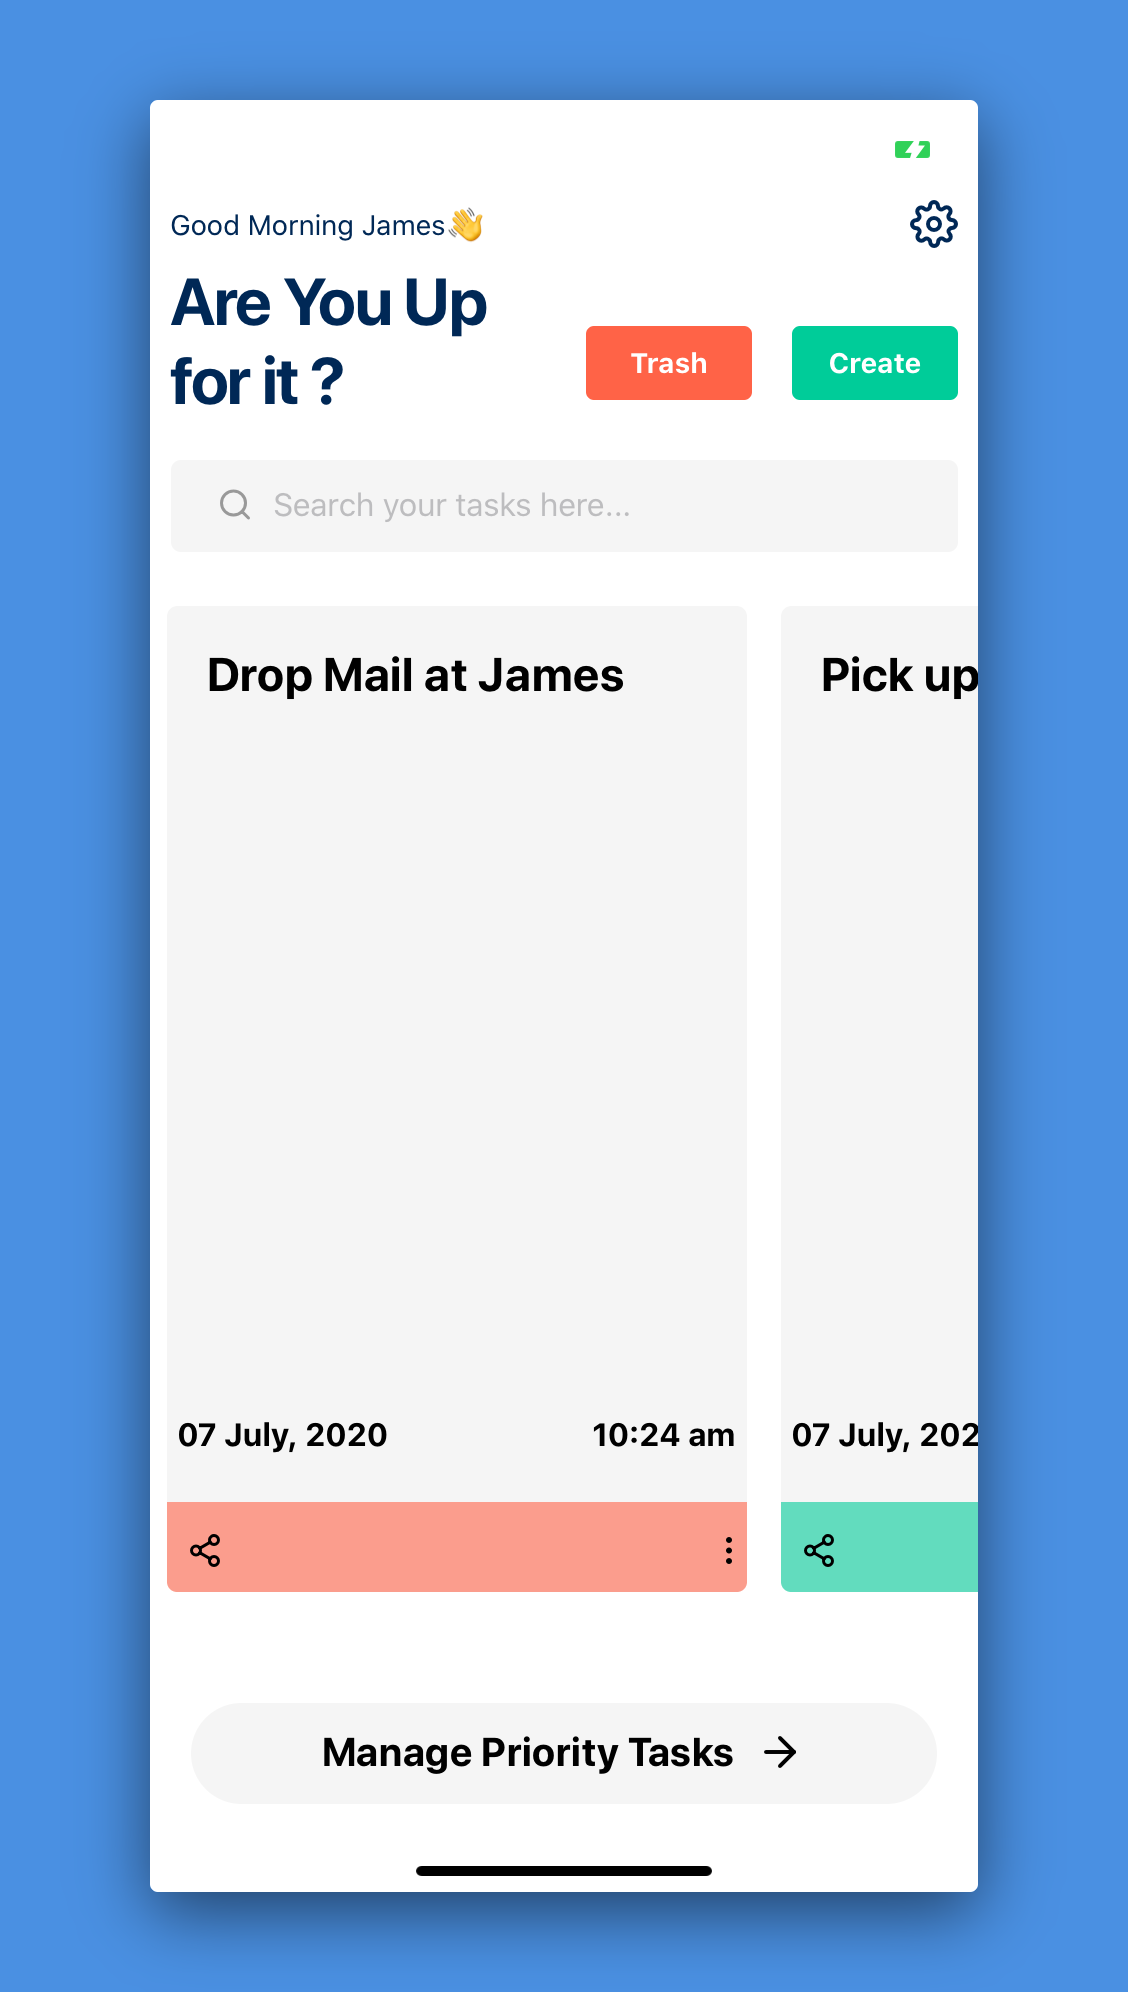 Good Morning James👋
Are You Up
for it ?
Trash
Create
Search your tasks here...
Drop Mail at James
Pick up
07 July, 2020
10:24 am
07 July, 202
Manage Priority Tasks